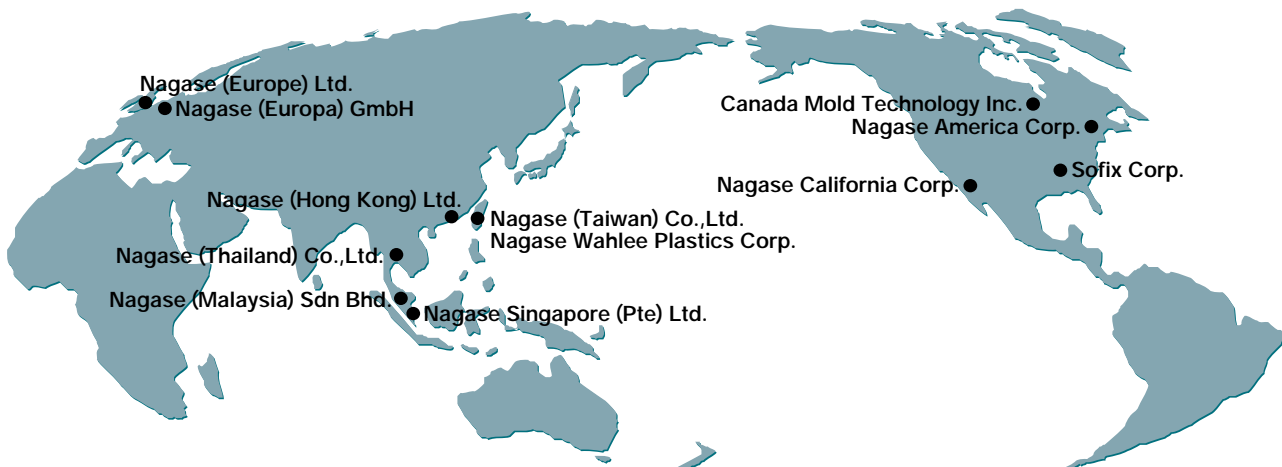 Nagase (Europe) Ltd.
Nagase (Europa) GmbH
Canada Mold Technology Inc.
Nagase America Corp.
Sofix Corp.
Nagase California Corp.
Nagase (Hong Kong) Ltd.
Nagase (Taiwan) Co.,Ltd.
Nagase Wahlee Plastics Corp.
Nagase (Thailand) Co.,Ltd.
Nagase (Malaysia) Sdn Bhd.
Nagase Singapore (Pte) Ltd.